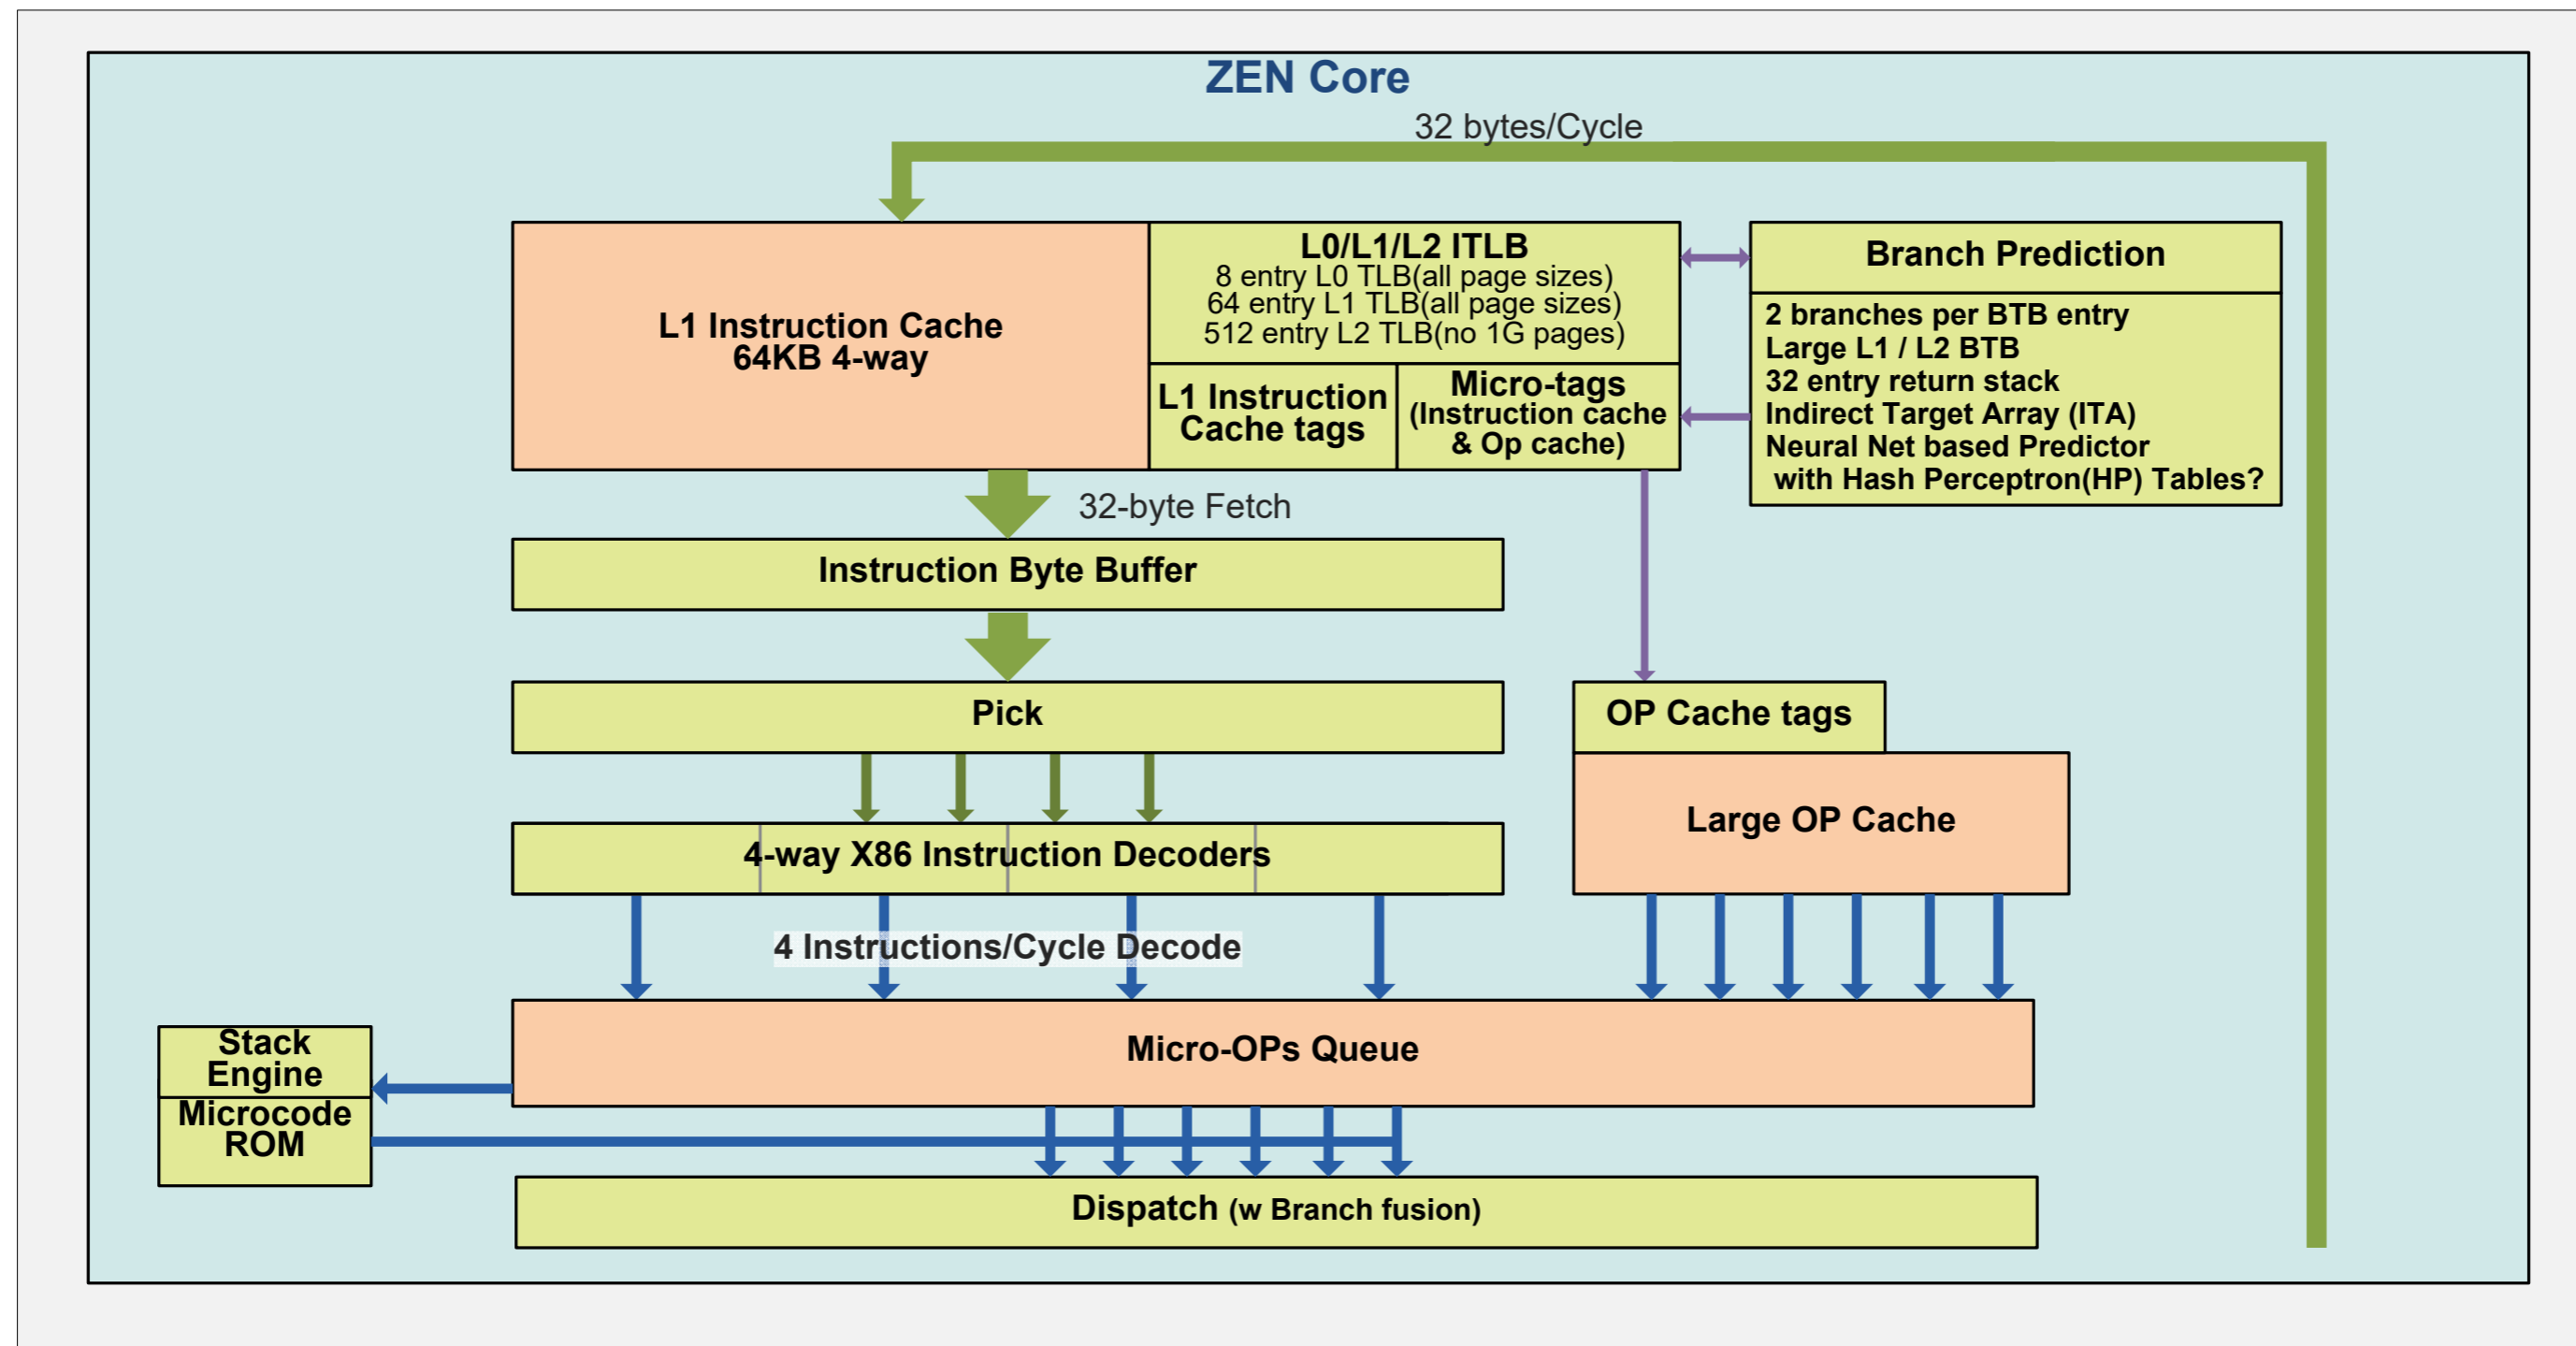 ZEN Core
32 bytes/Cycle
L1 Instruction Cache
64KB 4-way
L0/L1/L2 ITLB
8 entry L0 TLB(all page sizes)
64 entry L1 TLB(all page sizes)
512 entry L2 TLB(no 1G pages)
L1 Instruction
Cache tags
Micro-tags
(Instruction cache
& Op cache)
Branch Prediction
2 branches per BTB entry
Large L1 / L2 BTB
32 entry return stack
Indirect Target Array (ITA)
Neural Net based Predictor
with Hash Perceptron(HP) Tables?
32-byte Fetch
Instruction Byte Buffer
Pick
OP Cache tags
4-way X86 Instruction Decoders
Large OP Cache
4 Instructions/Cycle Decode
Micro-OPs Queue
Stack
Engine
Microcode
ROM
Dispatch (w Branch fusion)